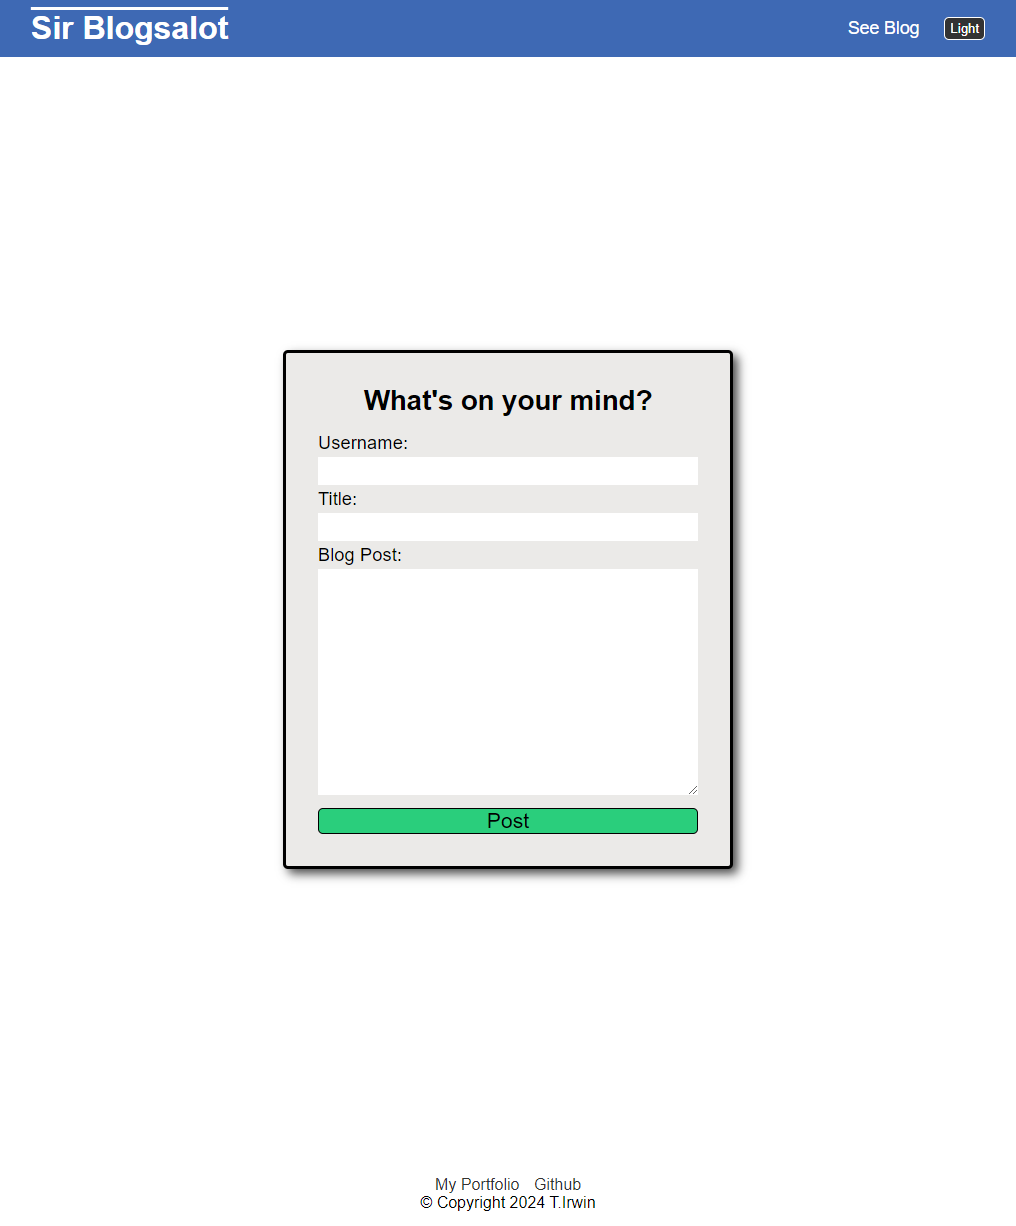 Sir Blogsalot
See Blog
Light
What's on your mind?
Username:
Title:
Blog Post:
Post
My Portfolio Github
© Copyright 2024 T.Irwin